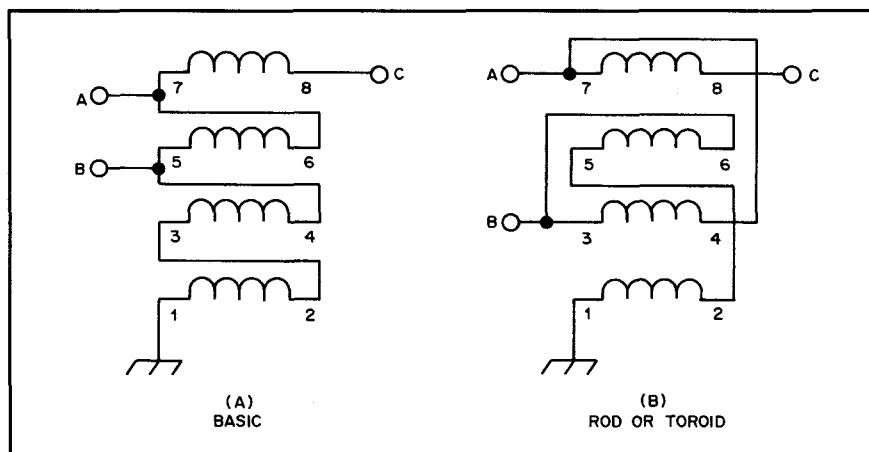 7 8 C
A
5 6
B
3 4
1 2
(A)
BASIC
A 7 8 C
5 6
B 3 4
1 2
(B)
ROD OR TOROID